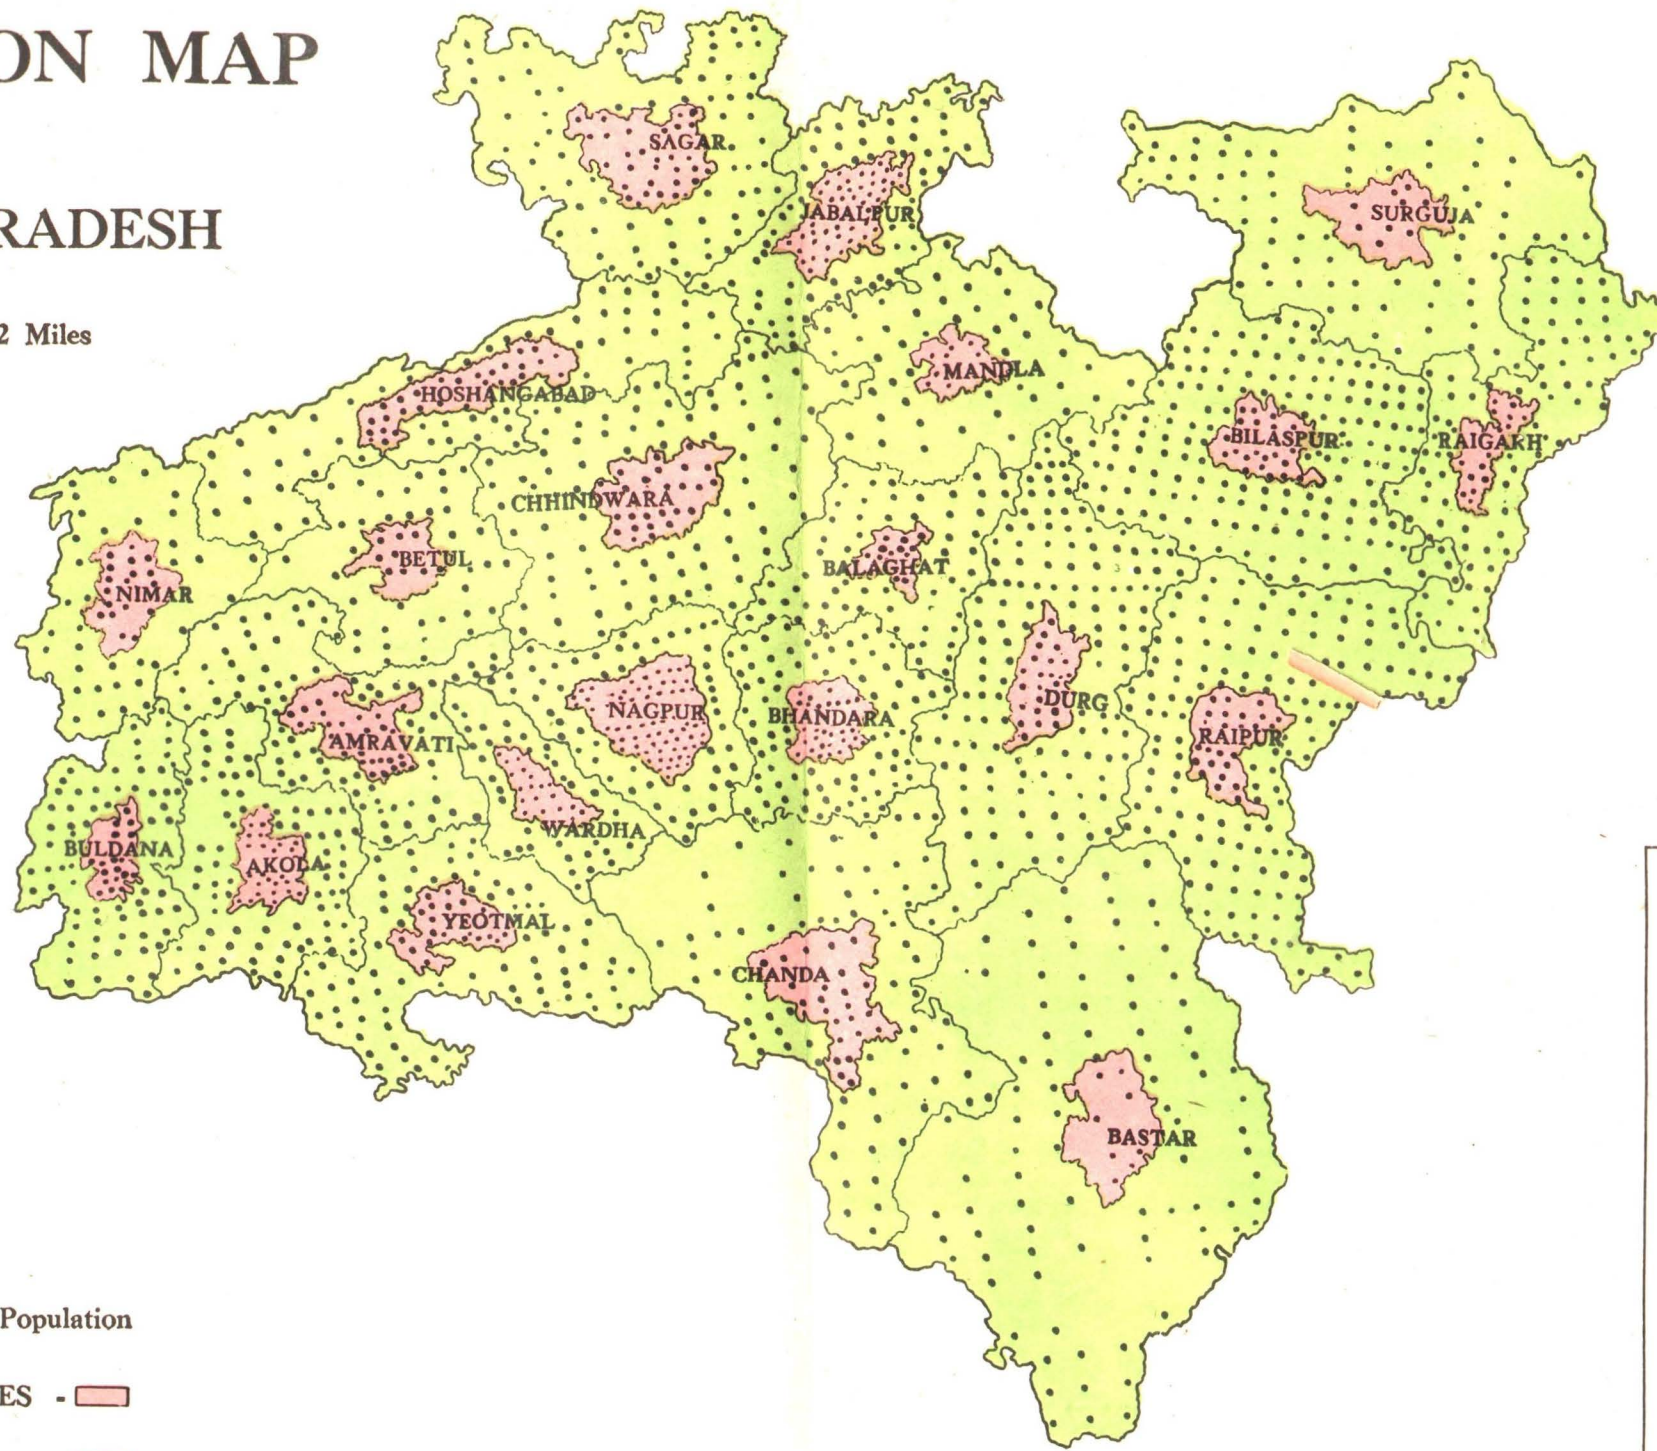 ON MAP
RADESH
2 Miles
SAGAR
JABALPUR
SURGUJA
HOSHANGABAD
MANDLA
BILASPUR
RAIGARH
CHHINDWARA
BETUL
BALAGHAT
NIMAR
NAGPUR
BHANDARA
DURG
RAIPUR
AMRAVATI
WARDHA
BULDANA
AKOLA
YEOTMAL
CHANDA
BASTAR
Population
ES -